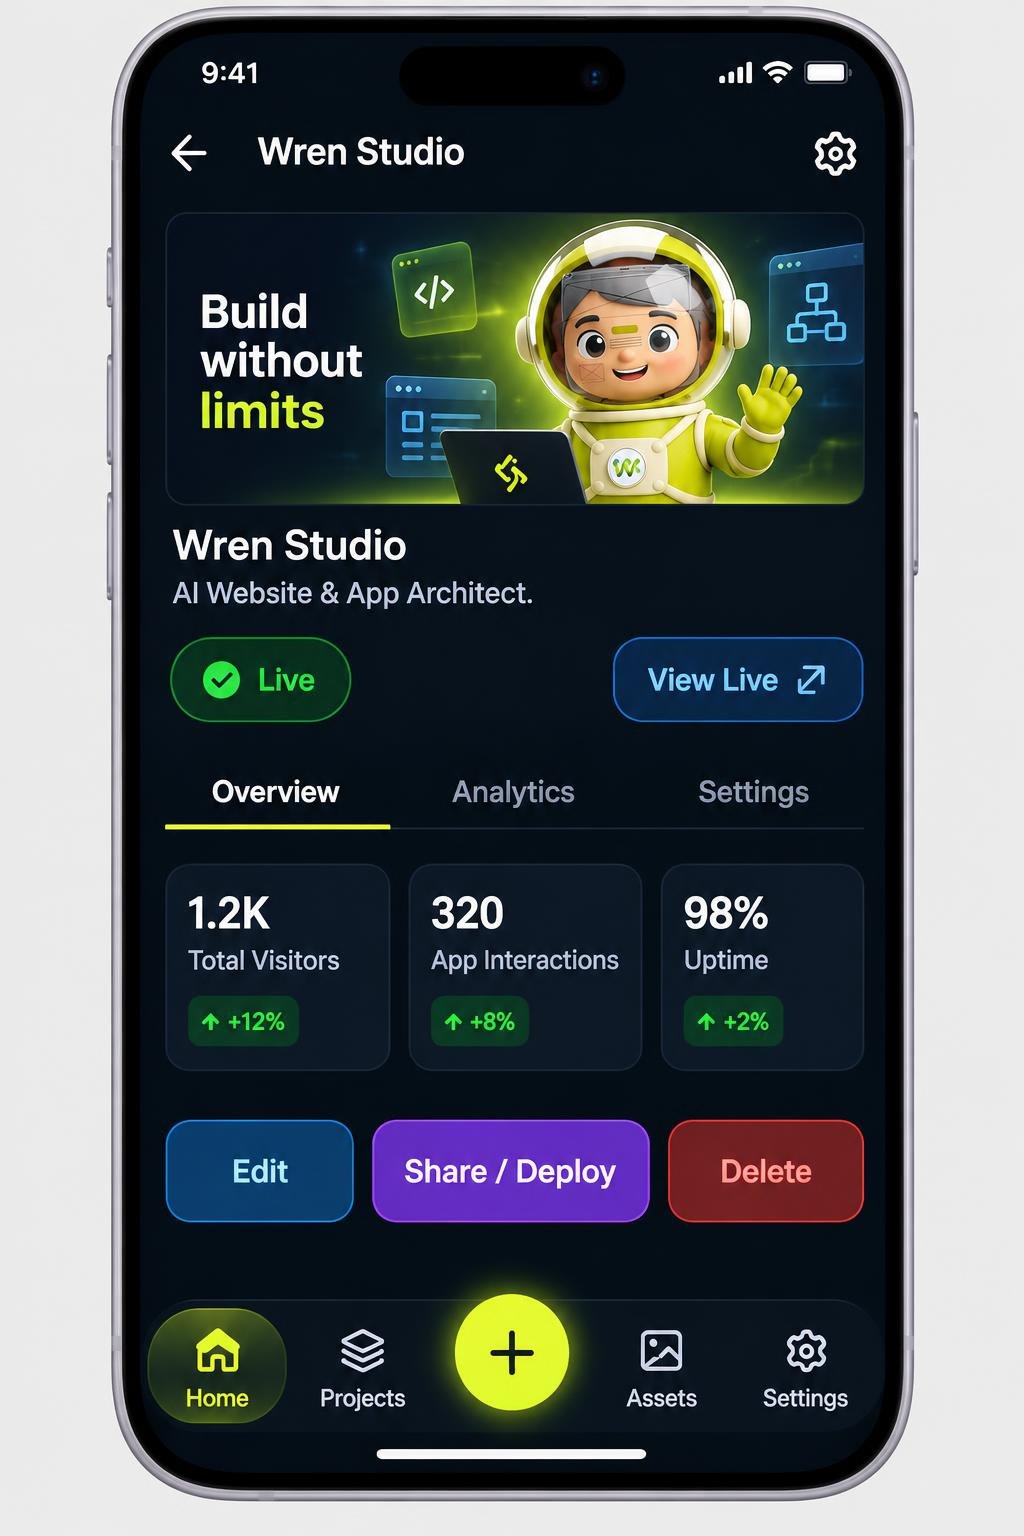 9:41
Wren Studio
Build
without
limits
</>
W
Wren Studio
AI Website & App Architect.
Live
View Live
Overview Analytics Settings
1.2K 320 98%
Total Visitors App Interactions Uptime
+12% +8% +2%
Edit Share / Deploy Delete
Home Projects Assets Settings